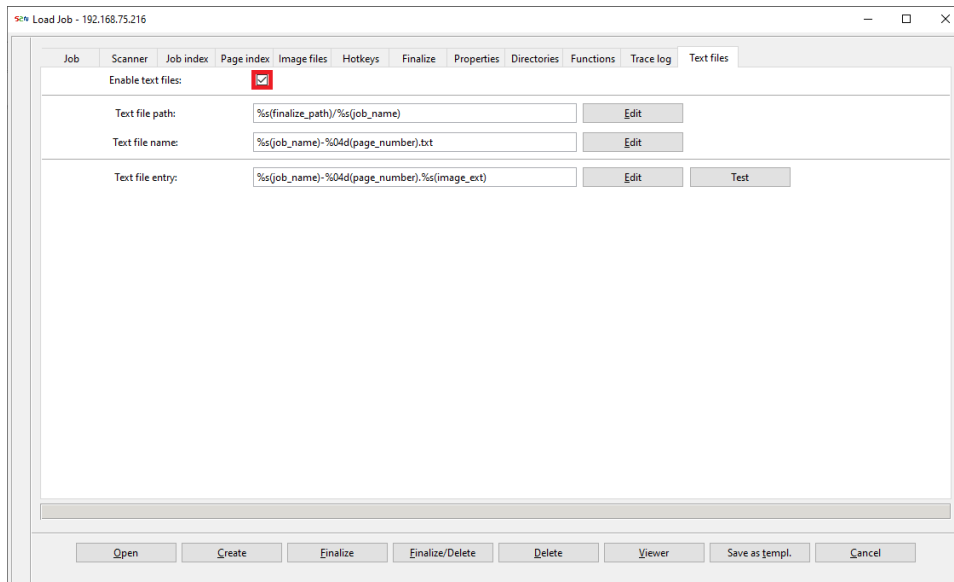 Load Job - 192.168.75.216
Job Scanner Job index Page index Image files Hotkeys Finalize Properties Directories Functions Trace log Text files
Enable text files:
Text file path: %s(finalize_path)/%s(job_name) Edit
Text file name: %s(job_name)-%04d(page_number).txt Edit
Text file entry: %s(job_name)-%04d(page_number).%s(image_ext) Edit Test
Open Create Finalize Finalize/Delete Delete Viewer Save as templ. Cancel